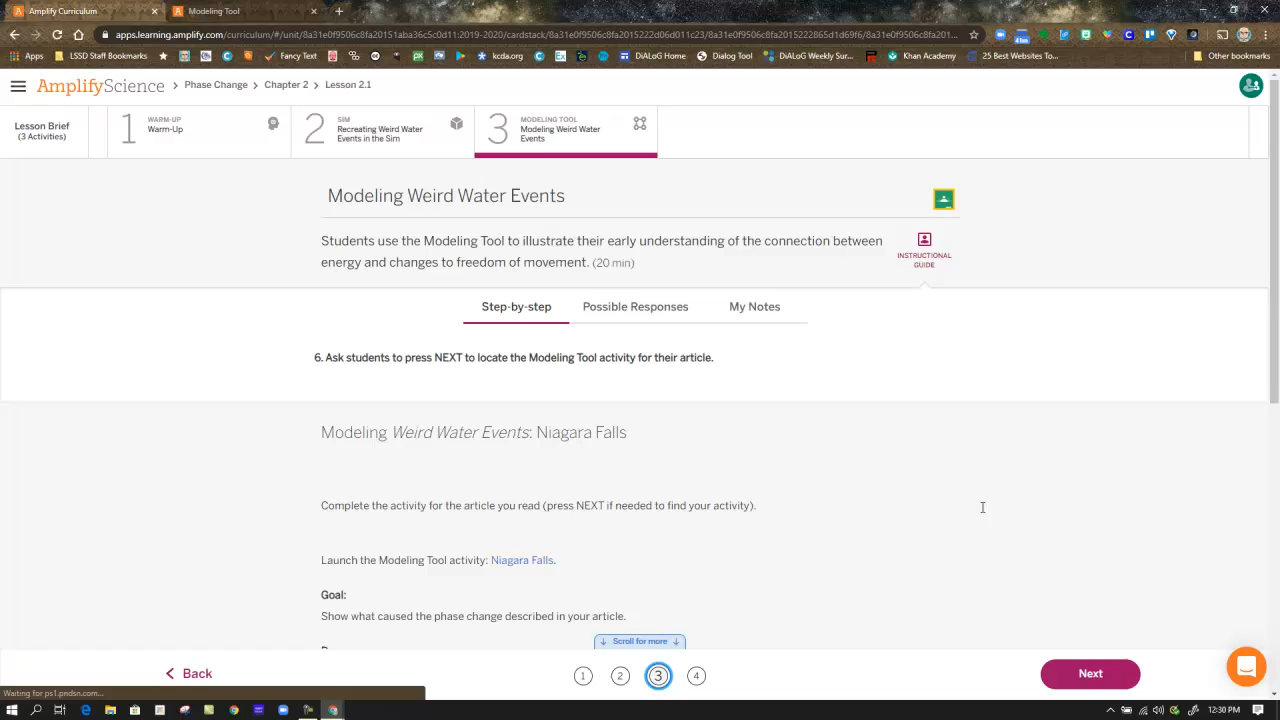 Amplify Curriculum
Modeling Tool
apps.learning.amplify.com/curriculum/#/unit/8a31e0f9506c8fa20151aba36c5c0d11:2019-2020/cardstack/8a31e0f9506c8fa2015222d06d011c23/8a31e0f9506c8fa2015222865d1d69f6/8a31e0f9506c8fa201...
Apps
LSSD Staff Bookmarks
Fancy
kcda.org
DiALoG Home
Dialog Tool
DiALoG Weekly Sur...
Khan Academy
25 Best Websites To...
Other bookmarks
AmplifyScience > Phase Change > Chapter 2 > Lesson 2.1
Lesson Brief
(3 Activities)
1
WARM-UP
Warm-Up
2
SIM
Recreating Weird Water
Events in the Sim
3
MODELING TOOL
Modeling Weird Water
Events
Modeling Weird Water Events
Students use the Modeling Tool to illustrate their early understanding of the connection between
energy and changes to freedom of movement. (20 min)
INSTRUCTIONAL
GUIDE
Step-by-step
Possible Responses
My Notes
6. Ask students to press NEXT to locate the Modeling Tool activity for their article.
Modeling Weird Water Events: Niagara Falls
Complete the activity for the article you read (press NEXT if needed to find your activity).
Launch the Modeling Tool activity: Niagara Falls.
Goal:
Show what caused the phase change described in your article.
Scroll for more
Back
1
2
3
4
Next
Waiting for ps1.pndsn.com...
12:30 PM